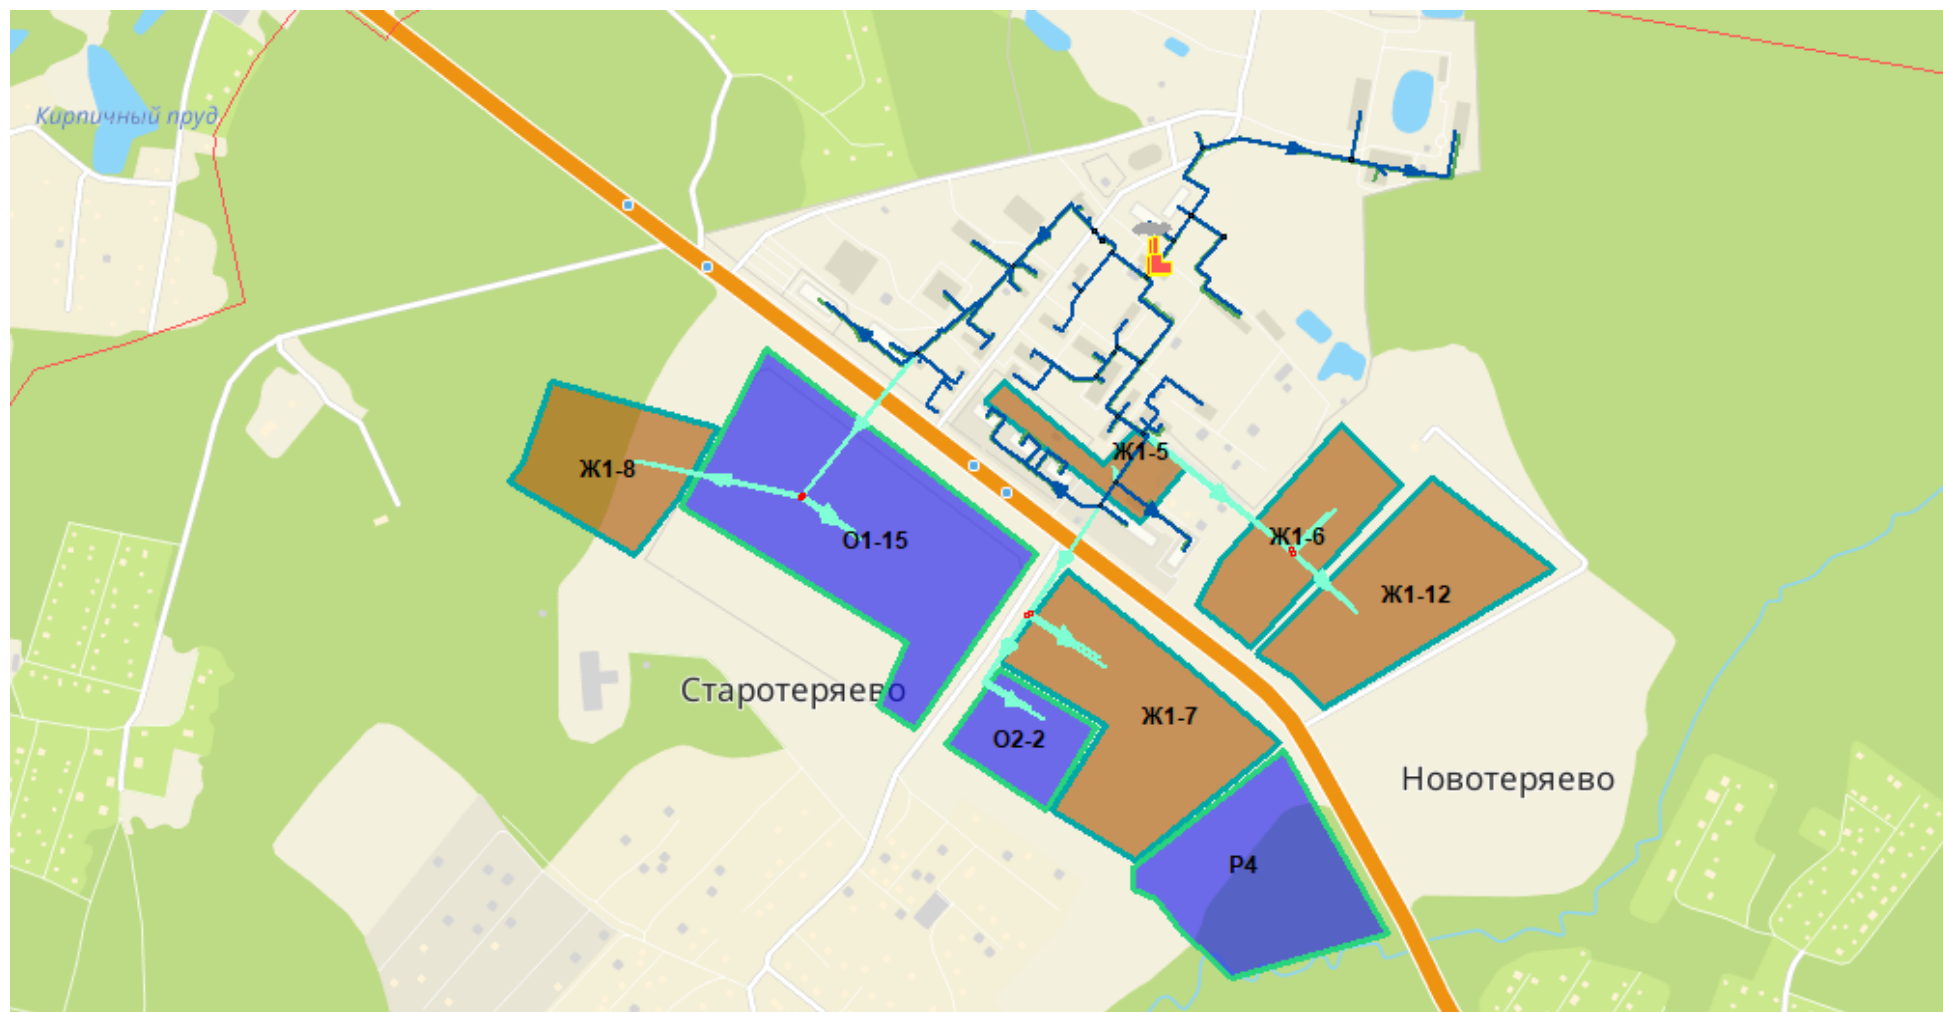 Кирпичный пруд
Ж1-5
Ж1-8
Ж1-6
О1-15
Ж1-12
Старотеряево
Ж1-7
О2-2
Новотеряево
Р4